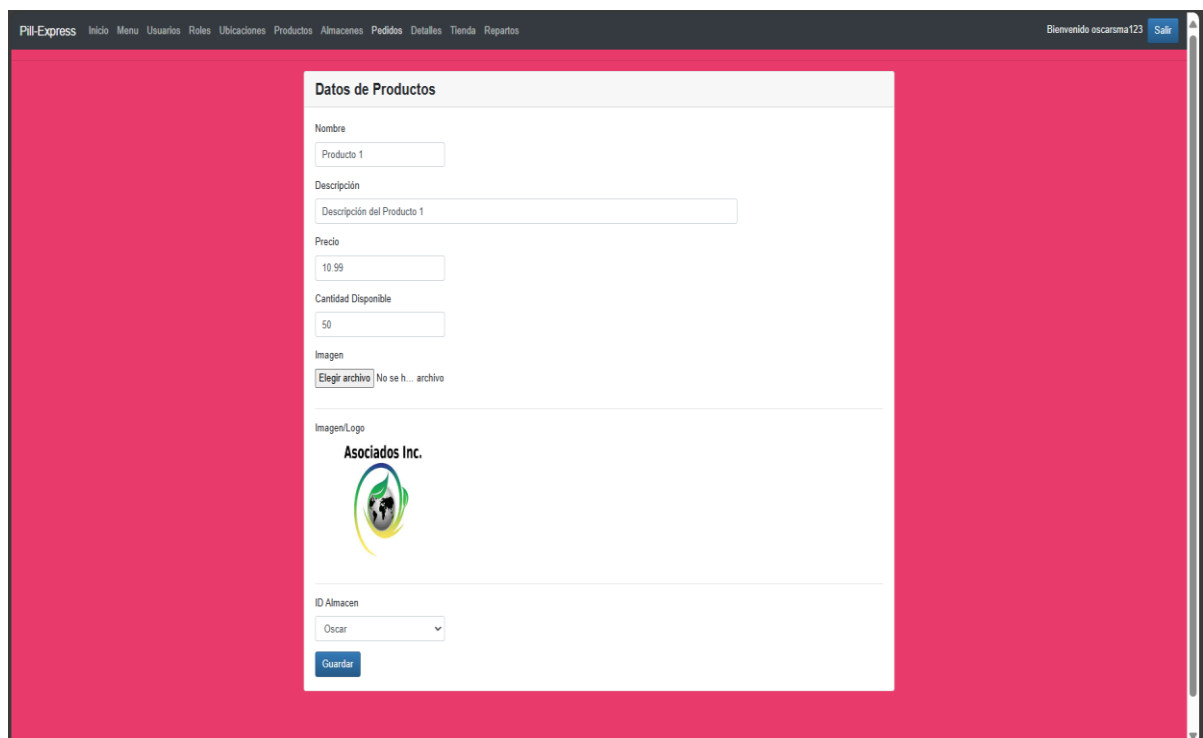 Pill-Express Inicio Menu Usuarios Roles Ubicaciones Productos Almacenes Pedidos Detalles Tienda Repartos Bienvenido oscarsma123 Salir
Datos de Productos
Nombre
Producto 1
Descripción
Descripción del Producto 1
Precio
10.99
Cantidad Disponible
50
Imagen
Elegir archivo No se h... archivo
Imagen/Logo
Asociados Inc.
ID Almacen
Oscar
Guardar